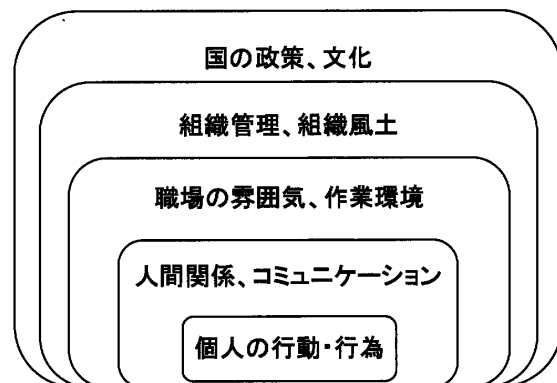 国の政策、文化
組織管理、組織風土
職場の雰囲気、作業環境
人間関係、コミュニケーション
個人の行動・行為